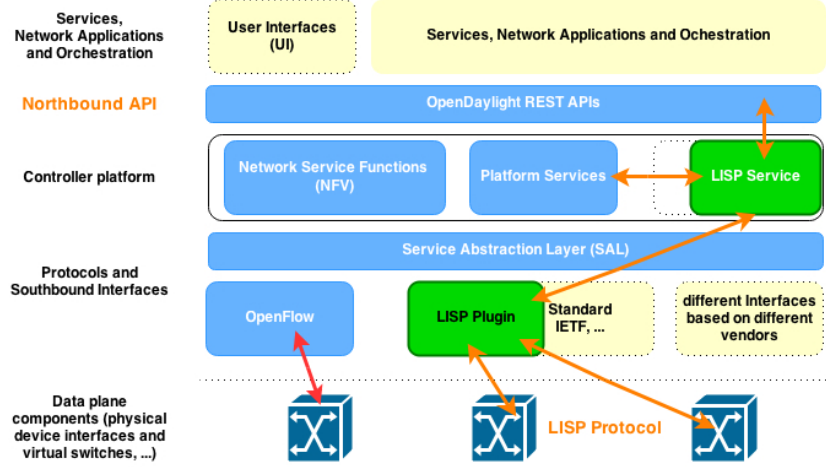 Services,
Network Applications
and Orchestration
User Interfaces
(UI)
Services, Network Applications and Ochestration
Northbound API
OpenDaylight REST APIs
Controller platform
Network Service Functions
(NFV)
Platform Services
LISP Service
Service Abstraction Layer (SAL)
Protocols and
Southbound Interfaces
OpenFlow
LISP Plugin
Standard
IETF, ...
different Interfaces
based on different
vendors
Data plane
components (physical
device interfaces and
virtual switches, ...)
LISP Protocol